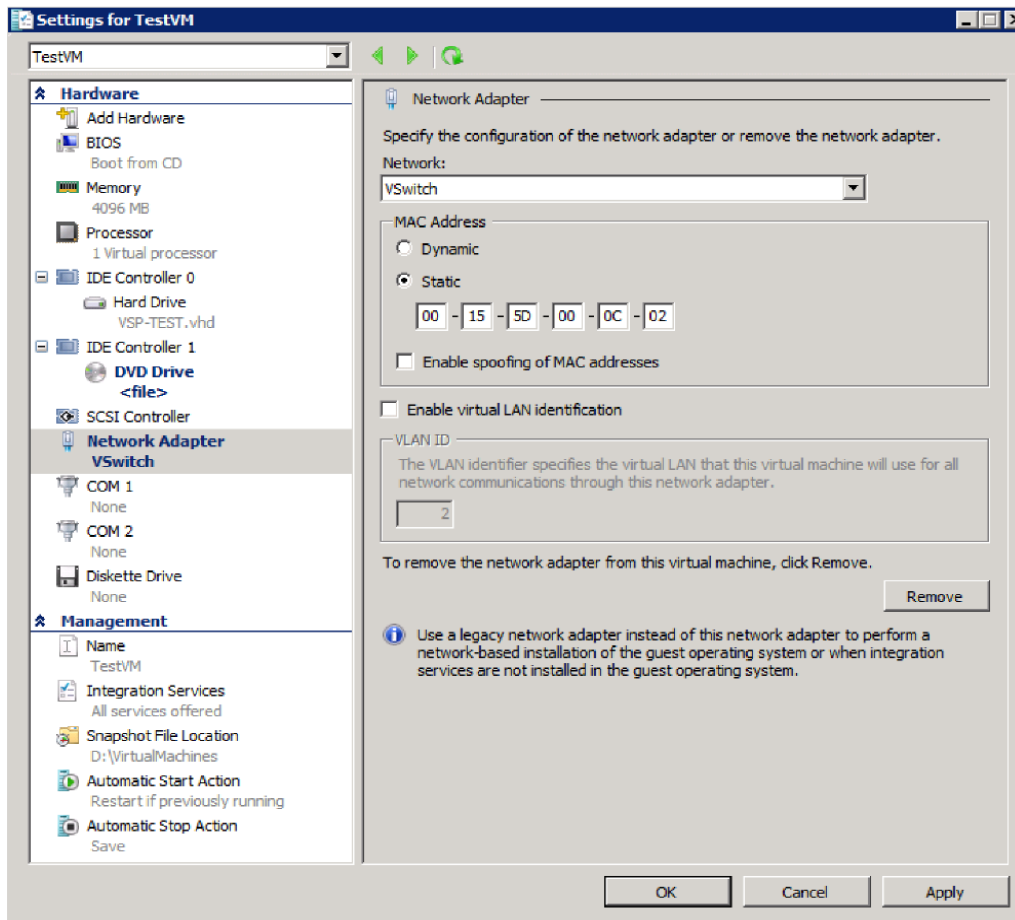 Settings for TestVM
TestVM
Hardware
Add Hardware
BIOS
Boot from CD
Memory
4096 MB
Processor
1 Virtual processor
IDE Controller 0
Hard Drive
VSP-TEST.vhd
IDE Controller 1
DVD Drive
<file>
SCSI Controller
Network Adapter
VSwitch
COM 1
None
COM 2
None
Diskette Drive
None
Management
Name
TestVM
Integration Services
All services offered
Snapshot File Location
D:\VirtualMachines
Automatic Start Action
Restart if previously running
Automatic Stop Action
Save
Network Adapter
Specify the configuration of the network adapter or remove the network adapter.
Network:
VSwitch
MAC Address
Dynamic
Static
00 - 15 - 5D - 00 - 0C - 02
Enable spoofing of MAC addresses
Enable virtual LAN identification
VLAN ID
The VLAN identifier specifies the virtual LAN that this virtual machine will use for all
network communications through this network adapter.
2
To remove the network adapter from this virtual machine, click Remove.
Remove
Use a legacy network adapter instead of this network adapter to perform a
network-based installation of the guest operating system or when integration
services are not installed in the guest operating system.
OK Cancel Apply